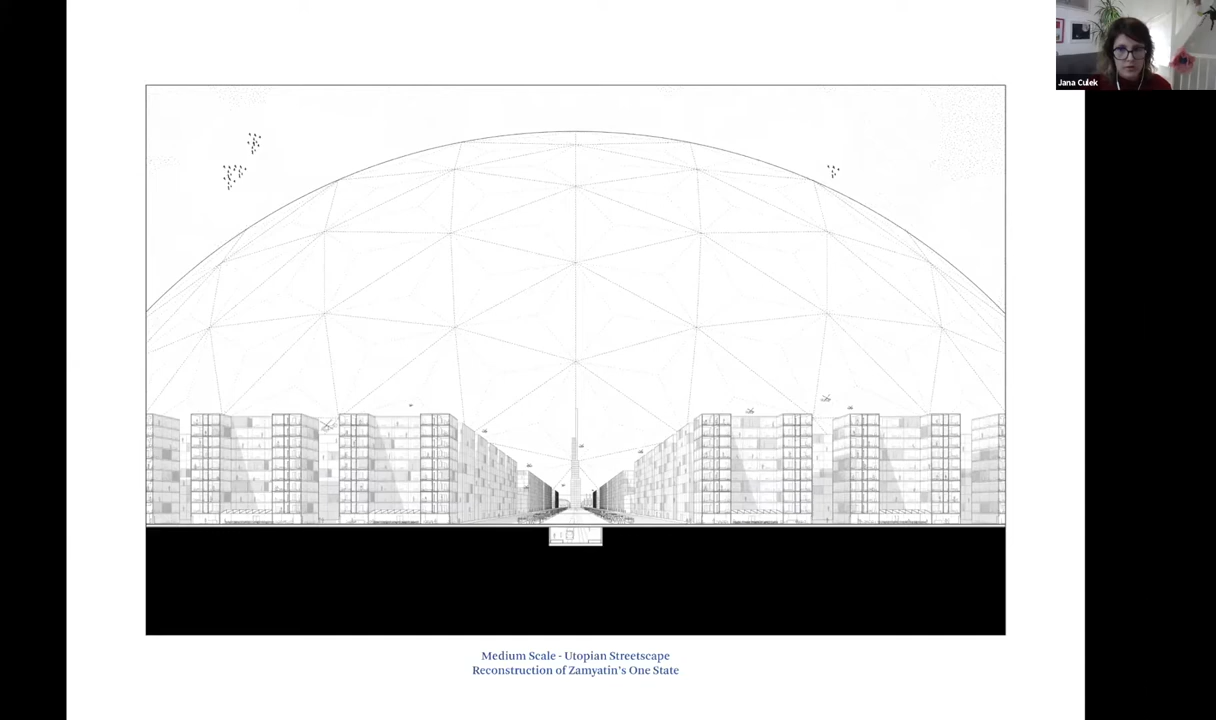 Jana Culek
Medium Scale - Utopian Streetscape
Reconstruction of Zamyatin's One State